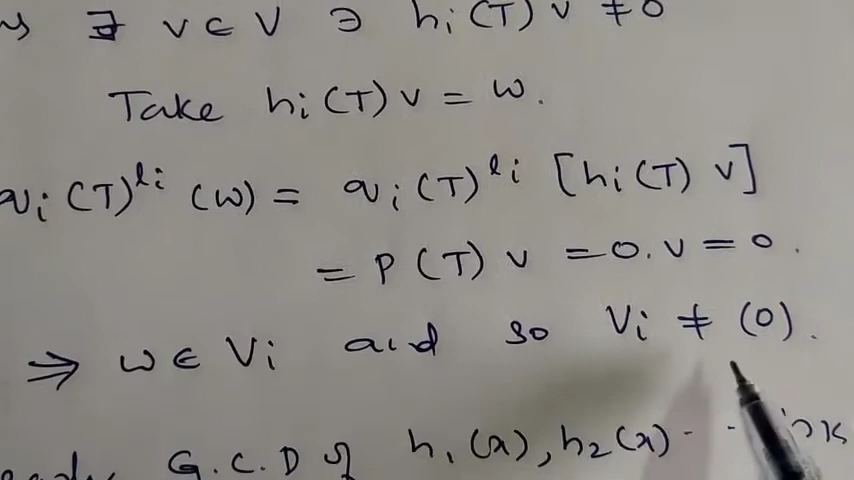 ∃ v ∈ V ∋ hi(T) v ≠ 0
Take hi(T) v = w.
qi(T)^li (w) = qi(T)^li [hi(T) v]
= P(T) v = 0. v = 0.
⇒ w ∈ Vi and so Vi ≠ (0).
G.C.D of h1(x), h2(x) - - -